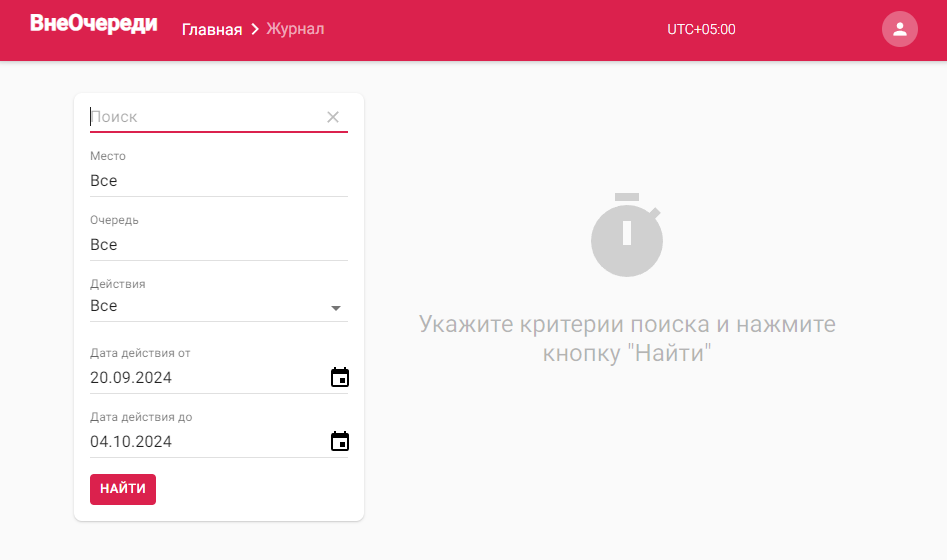 ВнеОчереди
Главная > Журнал
UTC+05:00
Поиск
Место
Все
Очередь
Все
Действия
Все
Дата действия от
20.09.2024
Дата действия до
04.10.2024
НАЙТИ
Укажите критерии поиска и нажмите
кнопку "Найти"